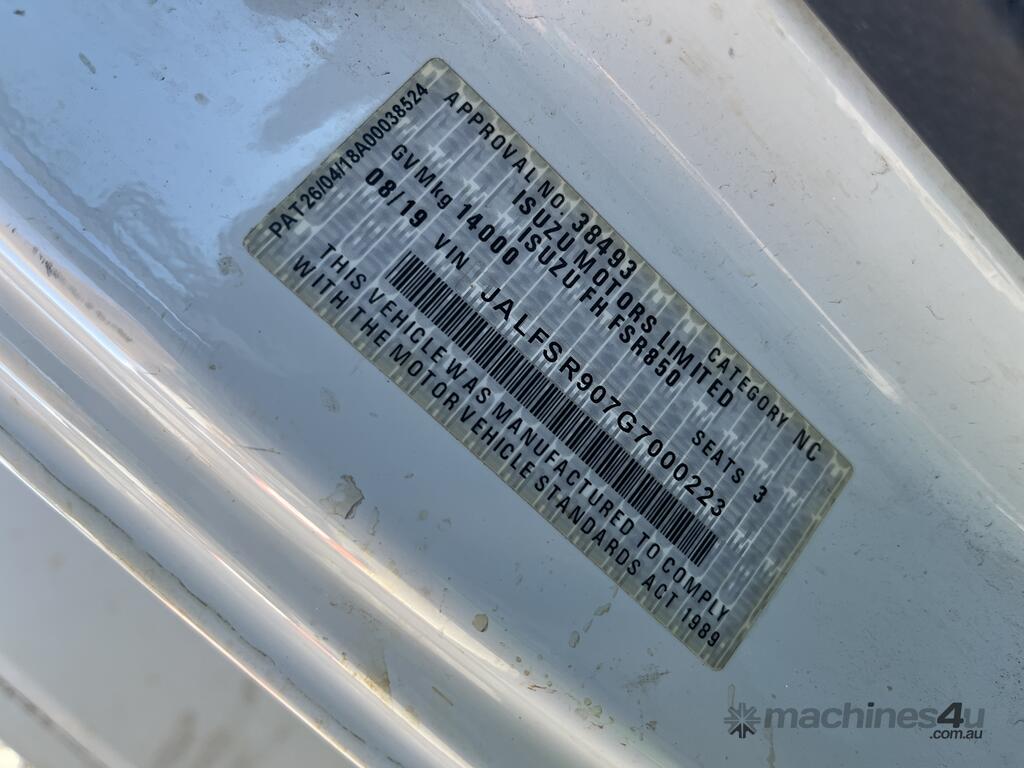 PAT26/04/18A00038524
APPROVAL NO. 38493 CATEGORY NC
ISUZU MOTORS LIMITED
ISUZU FH FSR850
GVMkg 14000 SEATS 3
08/19 VIN JALFSR907G7000223
THIS VEHICLE WAS MANUFACTURED TO COMPLY
WITH THE MOTOR VEHICLE STANDARDS ACT 1989
machines4u
.com.au